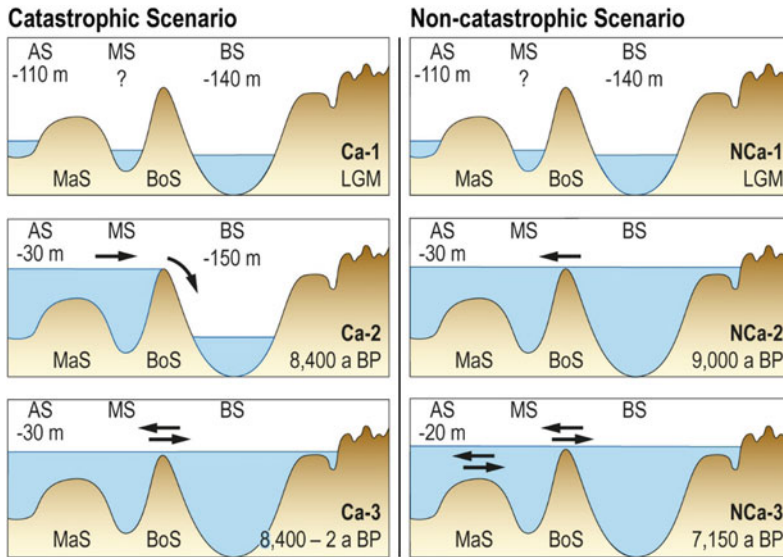 Catastrophic Scenario
AS MS BS
-110 m ? -140 m
Ca-1
MaS BoS LGM
AS MS BS
-30 m -150 m
Ca-2
MaS BoS 8,400 a BP
AS MS BS
-30 m
Ca-3
MaS BoS 8,400 – 2 a BP
Non-catastrophic Scenario
AS MS BS
-110 m ? -140 m
NCa-1
MaS BoS LGM
AS MS BS
-30 m
NCa-2
MaS BoS 9,000 a BP
AS MS BS
-20 m
NCa-3
MaS BoS 7,150 a BP